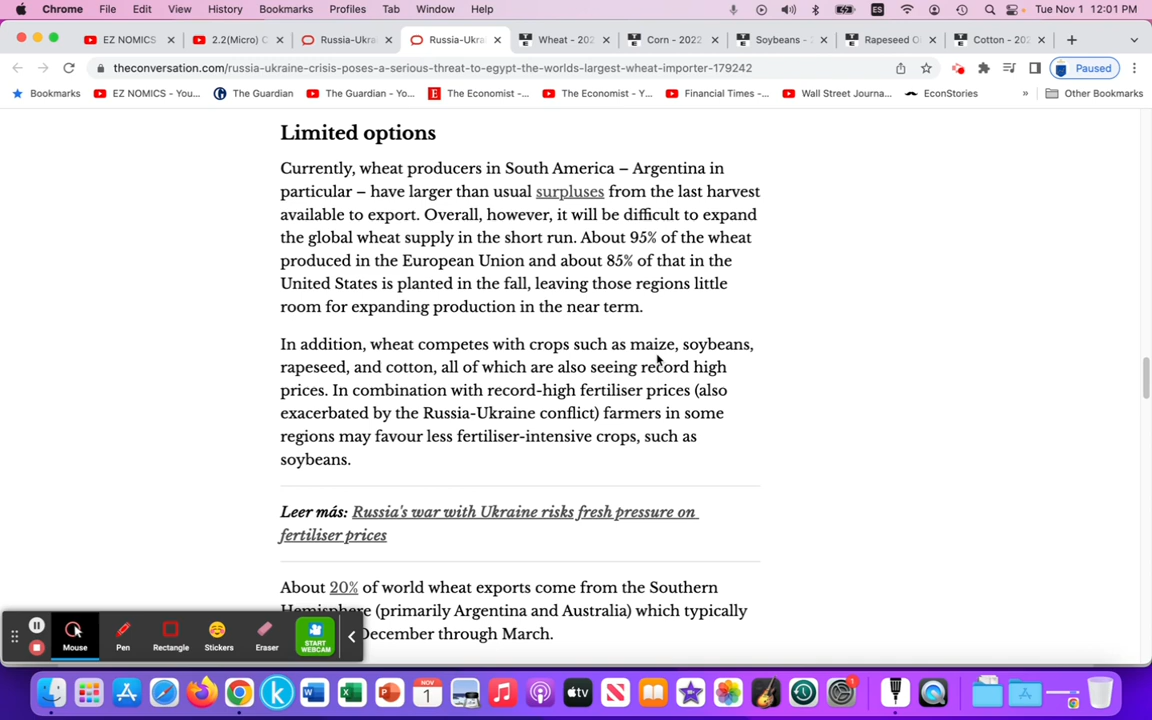 Chrome File Edit View History Bookmarks Profiles Tab Window Help ES Tue Nov 1 12:01 PM
EZ NOMICS 2.2(Micro) C Russia-Ukra Russia-Ukra Wheat - 202 Corn - 2022 Soybeans - 2 Rapeseed O Cotton - 202
theconversation.com/russia-ukraine-crisis-poses-a-serious-threat-to-egypt-the-worlds-largest-wheat-importer-179242 Paused
Bookmarks EZ NOMICS - You... The Guardian The Guardian - Yo... The Economist -... The Economist - Y... Financial Times -... Wall Street Journa... EconStories » Other Bookmarks
Limited options
Currently, wheat producers in South America – Argentina in
particular – have larger than usual surpluses from the last harvest
available to export. Overall, however, it will be difficult to expand
the global wheat supply in the short run. About 95% of the wheat
produced in the European Union and about 85% of that in the
United States is planted in the fall, leaving those regions little
room for expanding production in the near term.
In addition, wheat competes with crops such as maize, soybeans,
rapeseed, and cotton, all of which are also seeing record high
prices. In combination with record-high fertiliser prices (also
exacerbated by the Russia-Ukraine conflict) farmers in some
regions may favour less fertiliser-intensive crops, such as
soybeans.
Leer más: Russia's war with Ukraine risks fresh pressure on
fertiliser prices
About 20% of world wheat exports come from the Southern
Hemisphere (primarily Argentina and Australia) which typically
December through March.
Mouse Pen Rectangle Stickers Eraser START
WEBCAM